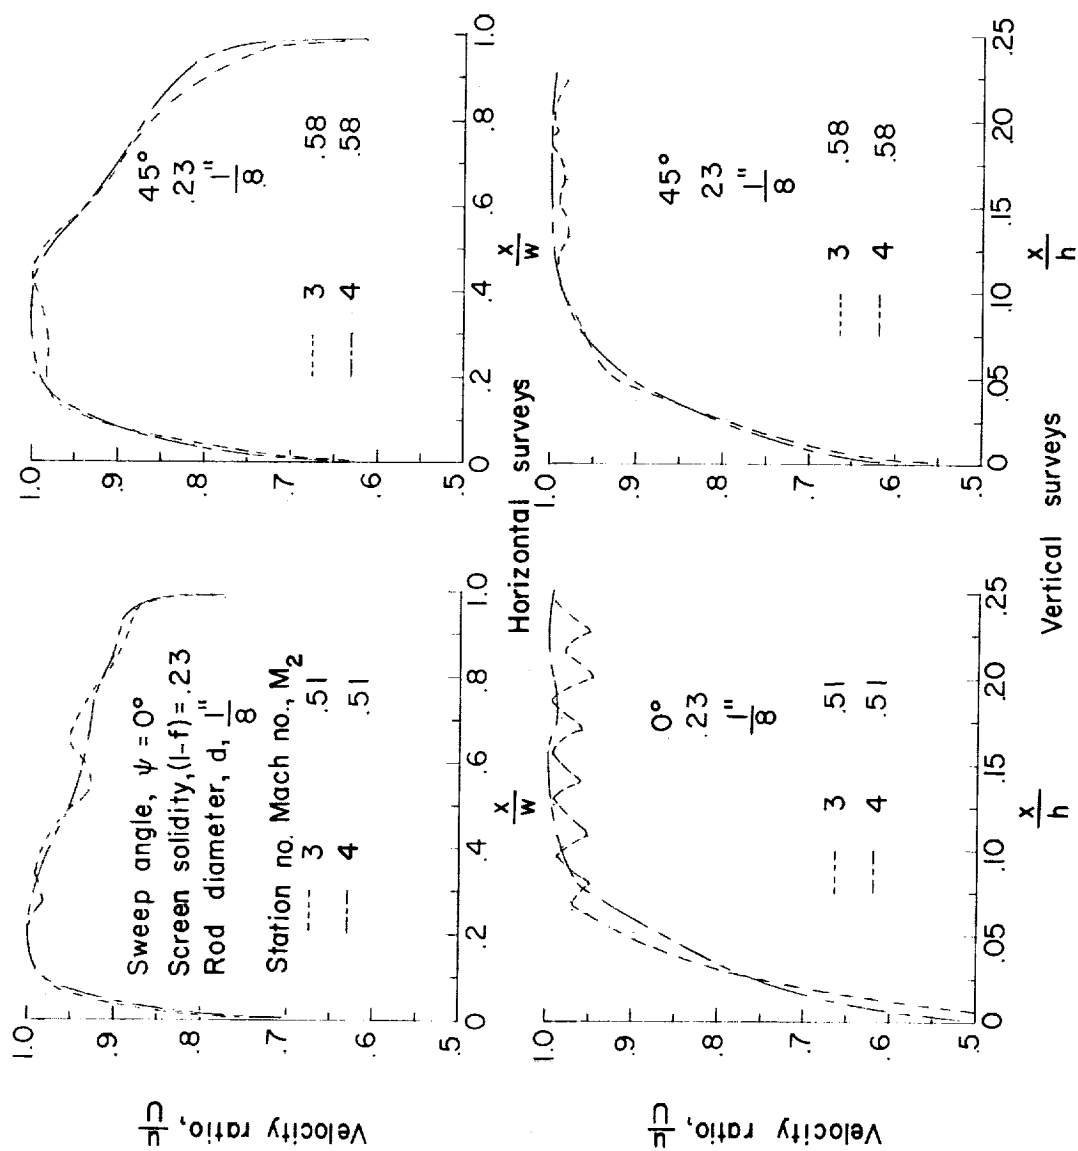 Velocity ratio, u/U
1.0
.9
.8
.7
.6
.5
Sweep angle, ψ = 0°
Screen solidity,(1-f) = .23
Rod diameter, d, 1"/8
Station no. Mach no., M2
3 .51
4 .51
0 .2 .4 .6 .8 1.0
x/w
1.0
.9
.8
.7
.6
.5
45°
.23
1"/8
3 .58
4 .58
0 .2 .4 .6 .8 1.0
x/w
Horizontal surveys
Velocity ratio, u/U
1.0
.9
.8
.7
.6
.5
0°
.23
1"/8
3 .51
4 .51
.0 .05 .10 .15 .20 .25
x/h
1.0
.9
.8
.7
.6
.5
45°
23
1"/8
3 .58
4 .58
.0 .05 .10 .15 .20 .25
x/h
Vertical surveys